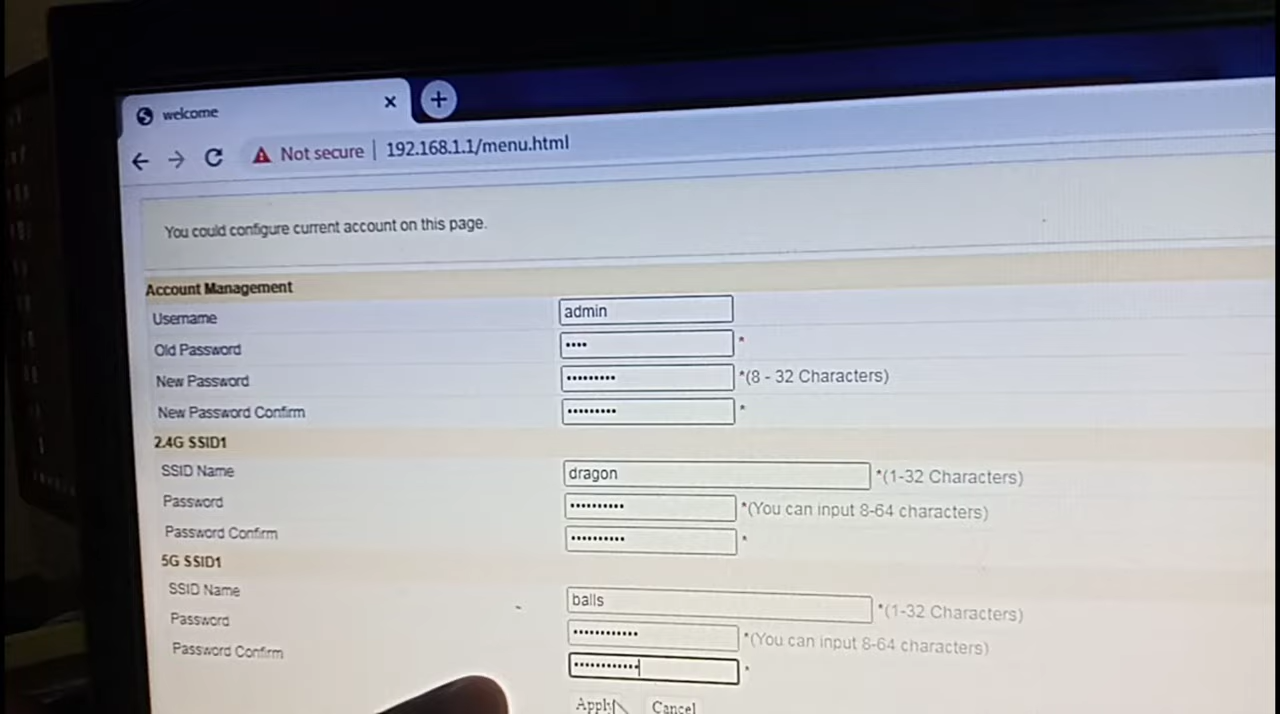 welcome
Not secure | 192.168.1.1/menu.html
You could configure current account on this page.
Account Management
Username admin
Old Password •••• *
New Password ••••••••• *(8 - 32 Characters)
New Password Confirm ••••••••• *
2.4G SSID1
SSID Name dragon *(1-32 Characters)
Password •••••••••• *(You can input 8-64 characters)
Password Confirm •••••••••• *
5G SSID1
SSID Name balls *(1-32 Characters)
Password •••••••••••• *(You can input 8-64 characters)
Password Confirm •••••••••••• *
Apply Cancel